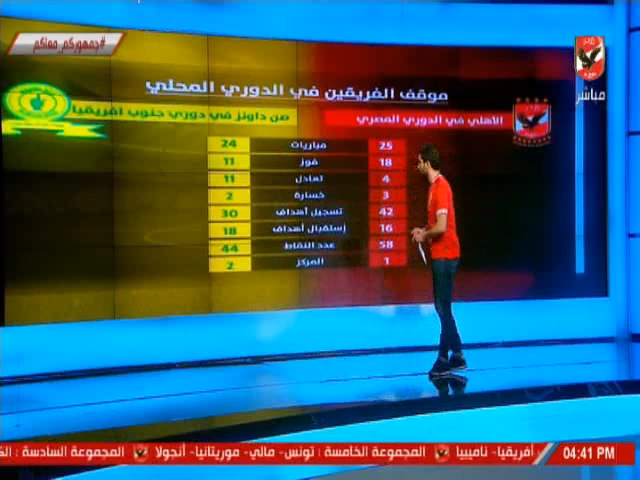 #جمهوركم_معاكم
مباشر
موقف الفريقين في الدوري المحلي
الأهلي في الدوري المصري
صن داونز في دوري جنوب افريقيا
25 مباريات 24
18 فوز 11
4 تعادل 11
3 خسارة 2
42 تسجيل أهداف 30
16 إستقبال أهداف 18
58 عدد النقاط 44
1 المركز 2
أفريقيا- ناميبيا المجموعة الخامسة : تونس- مالي- موريتانيا- أنجولا المجموعة السادسة :
04:41 PM